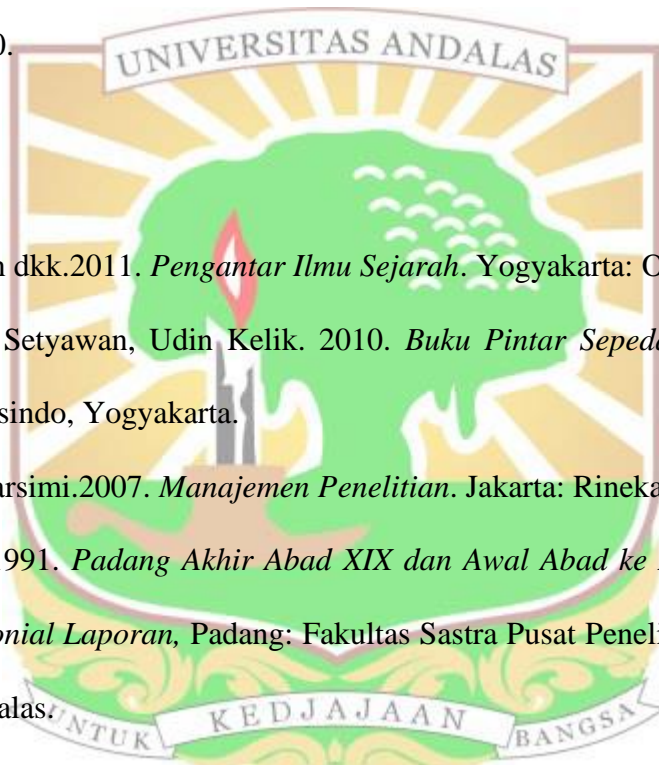 0.
UNIVERSITAS ANDALAS
n dkk.2011. Pengantar Ilmu Sejarah. Yogyakarta: O
Setyawan, Udin Kelik. 2010. Buku Pintar Sepeda
sindo, Yogyakarta.
arsimi.2007. Manajemen Penelitian. Jakarta: Rineka
1991. Padang Akhir Abad XIX dan Awal Abad ke
onial Laporan, Padang: Fakultas Sastra Pusat Peneli
alas.
UNTUK KEDJAJAAN BANGSA